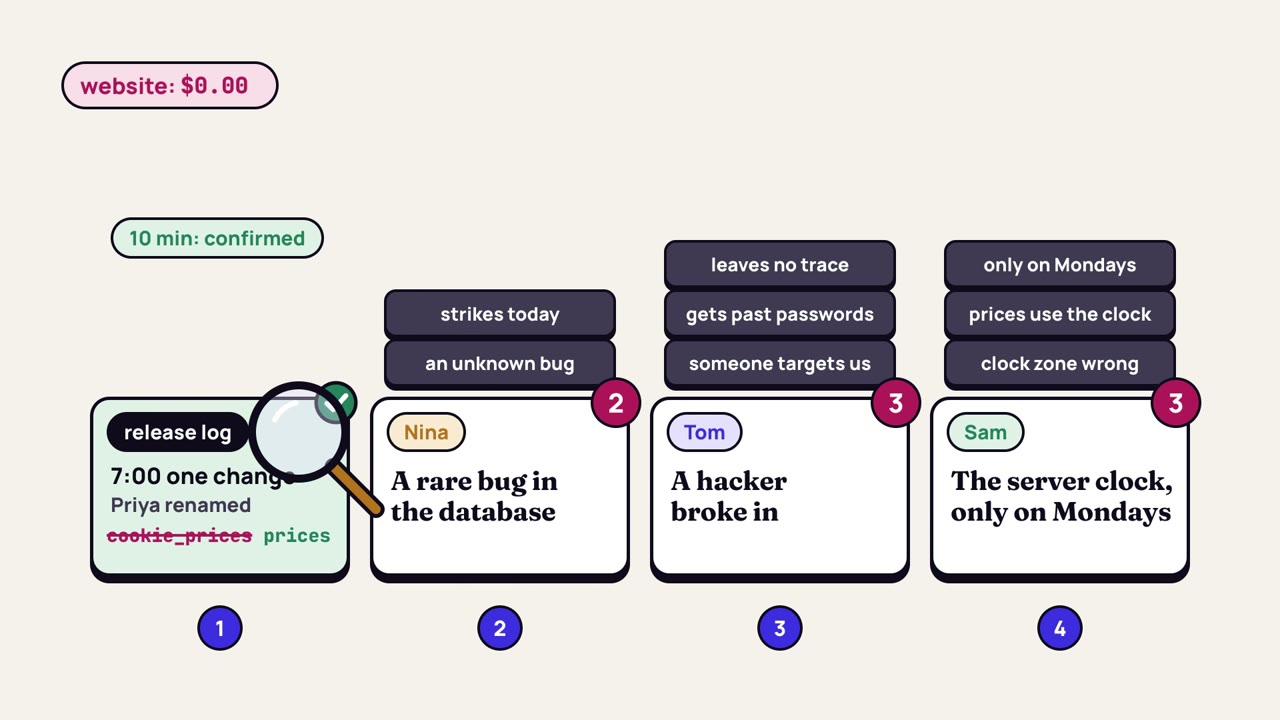 website: $0.00
10 min: confirmed
release log
7:00 one change
Priya renamed
cookie_prices prices
1
strikes today
an unknown bug
2
Nina
A rare bug in
the database
2
leaves no trace
gets past passwords
someone targets us
3
Tom
A hacker
broke in
3
only on Mondays
prices use the clock
clock zone wrong
3
Sam
The server clock,
only on Mondays
4